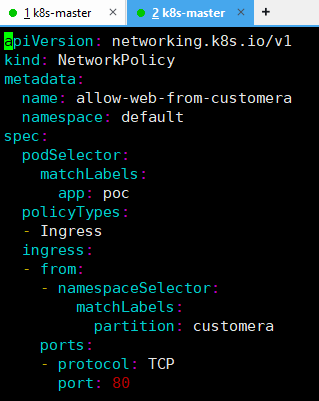 1 k8s-master × 2 k8s-master × +
apiVersion: networking.k8s.io/v1
kind: NetworkPolicy
metadata:
  name: allow-web-from-customera
  namespace: default
spec:
  podSelector:
    matchLabels:
      app: poc
  policyTypes:
  - Ingress
  ingress:
  - from:
    - namespaceSelector:
        matchLabels:
          partition: customera
    ports:
    - protocol: TCP
      port: 80